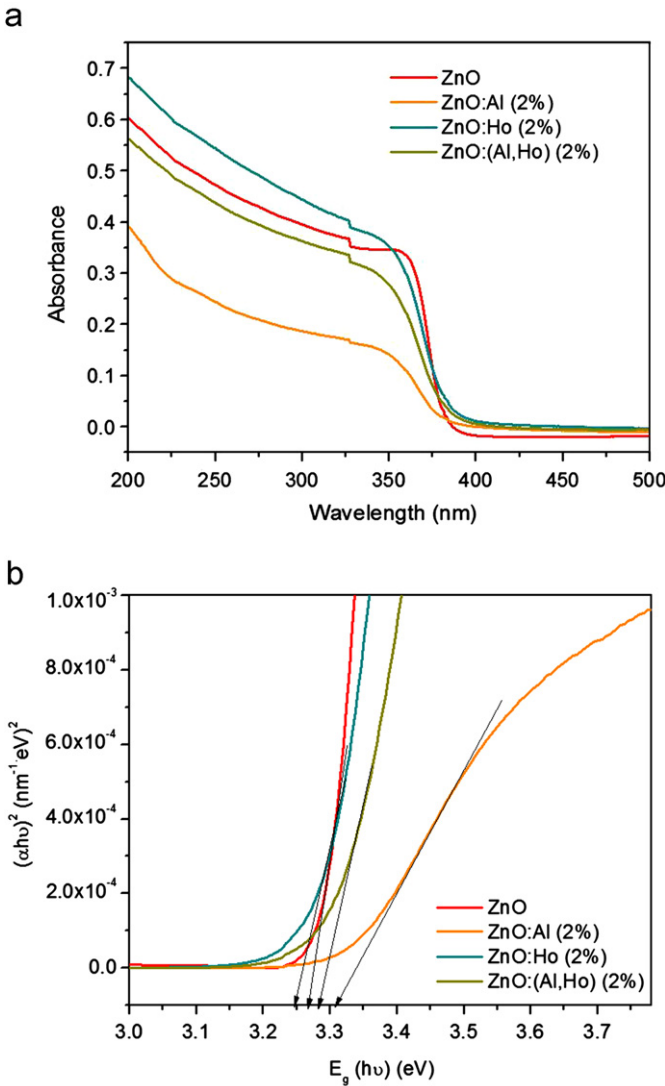 a
0.7
0.6
0.5
0.4
0.3
0.2
0.1
0.0
Absorbance
ZnO
ZnO:Al (2%)
ZnO:Ho (2%)
ZnO:(Al,Ho) (2%)
200 250 300 350 400 450 500
Wavelength (nm)
b
1.0x10⁻³
8.0x10⁻⁴
6.0x10⁻⁴
4.0x10⁻⁴
2.0x10⁻⁴
0.0
(αhυ)² (nm⁻¹·eV)²
ZnO
ZnO:Al (2%)
ZnO:Ho (2%)
ZnO:(Al,Ho) (2%)
3.0 3.1 3.2 3.3 3.4 3.5 3.6 3.7
E_g (hυ) (eV)